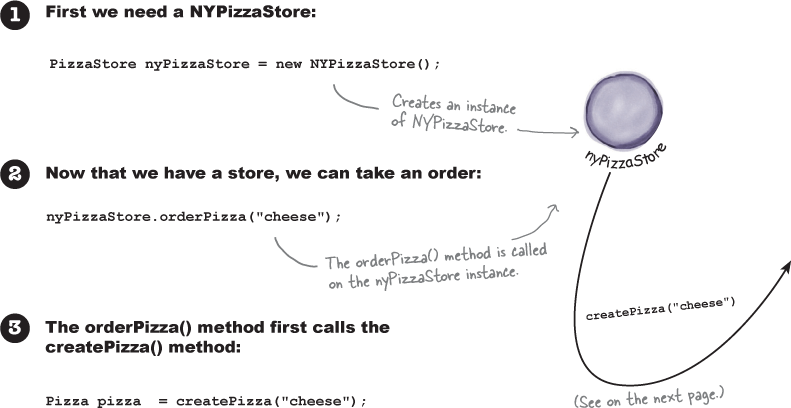 1 First we need a NYPizzaStore:
PizzaStore nyPizzaStore = new NYPizzaStore();
Creates an instance
of NYPizzaStore.
nyPizzaStore
2 Now that we have a store, we can take an order:
nyPizzaStore.orderPizza("cheese");
The orderPizza() method is called
on the nyPizzaStore instance.
createPizza("cheese")
3 The orderPizza() method first calls the
createPizza() method:
Pizza pizza  = createPizza("cheese");
(See on the next page.)